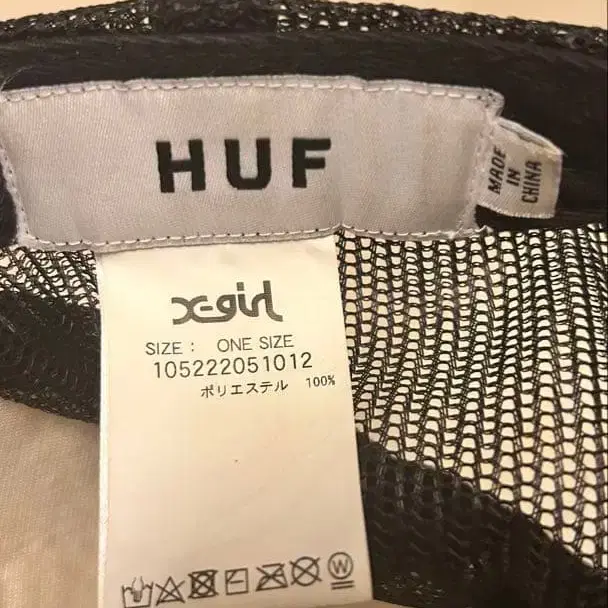 HUF
MADE
IN
CHINA
X-girl
SIZE : ONE SIZE
105222051012
ポリエステル 100%
W